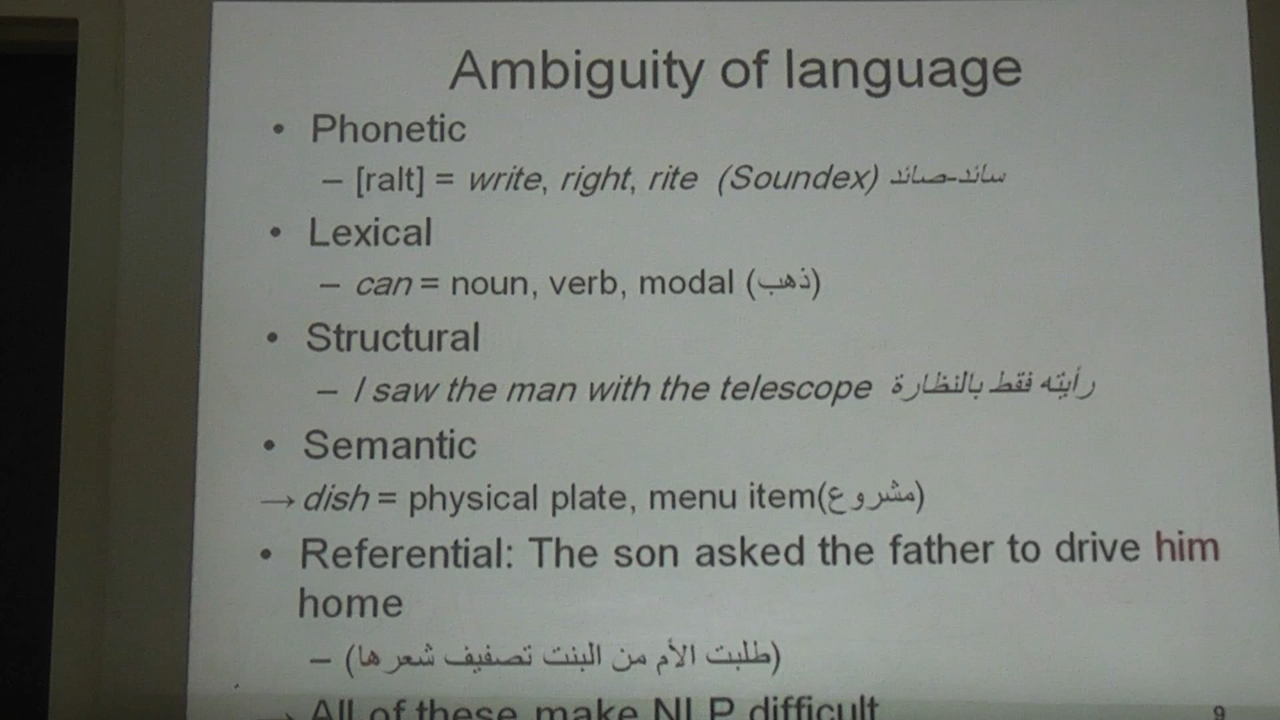 Ambiguity of language
• Phonetic
– [raIt] = write, right, rite (Soundex) سائد-صائد
• Lexical
– can = noun, verb, modal (ذهب)
• Structural
– I saw the man with the telescope رأيته فقط بالنظارة
• Semantic
→ dish = physical plate, menu item(مشروع)
• Referential: The son asked the father to drive him
home
– (طلبت الأم من البنت تصفيف شعرها)
→ All of these make NLP difficult
9